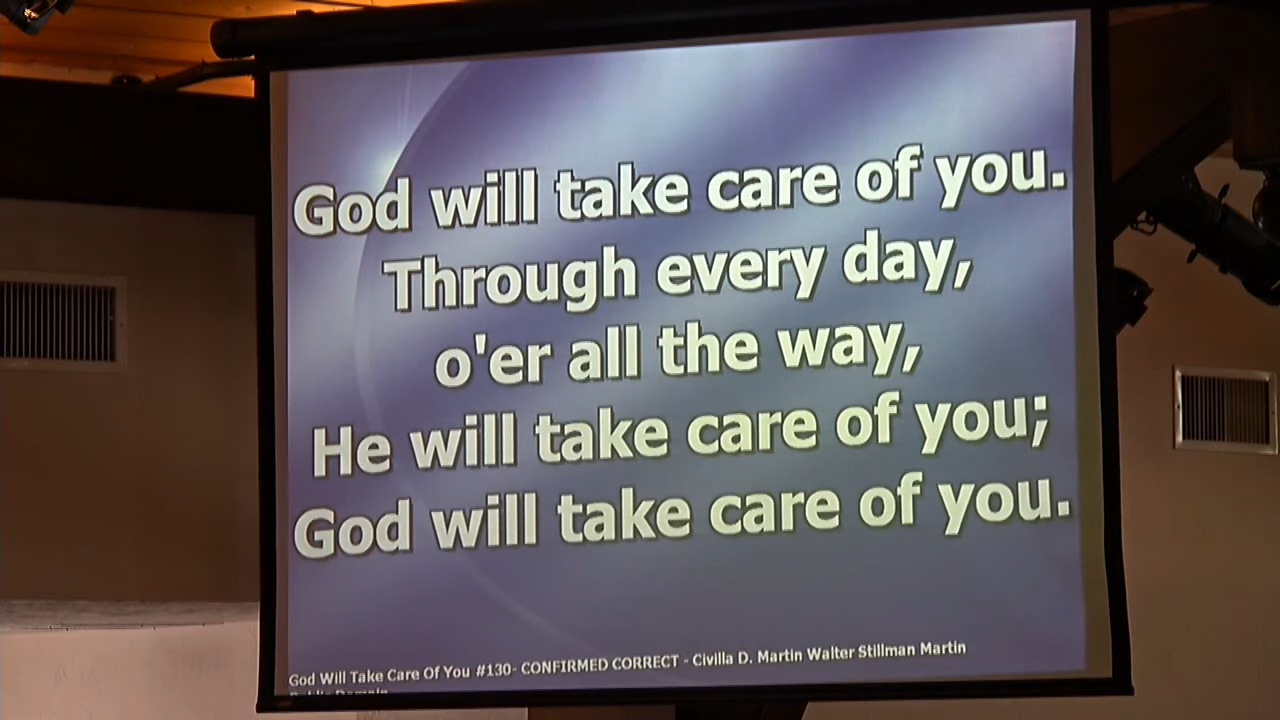 God will take care of you.
Through every day,
o'er all the way,
He will take care of you;
God will take care of you.
God Will Take Care Of You #130- CONFIRMED CORRECT - Civilla D. Martin Walter Stillman Martin